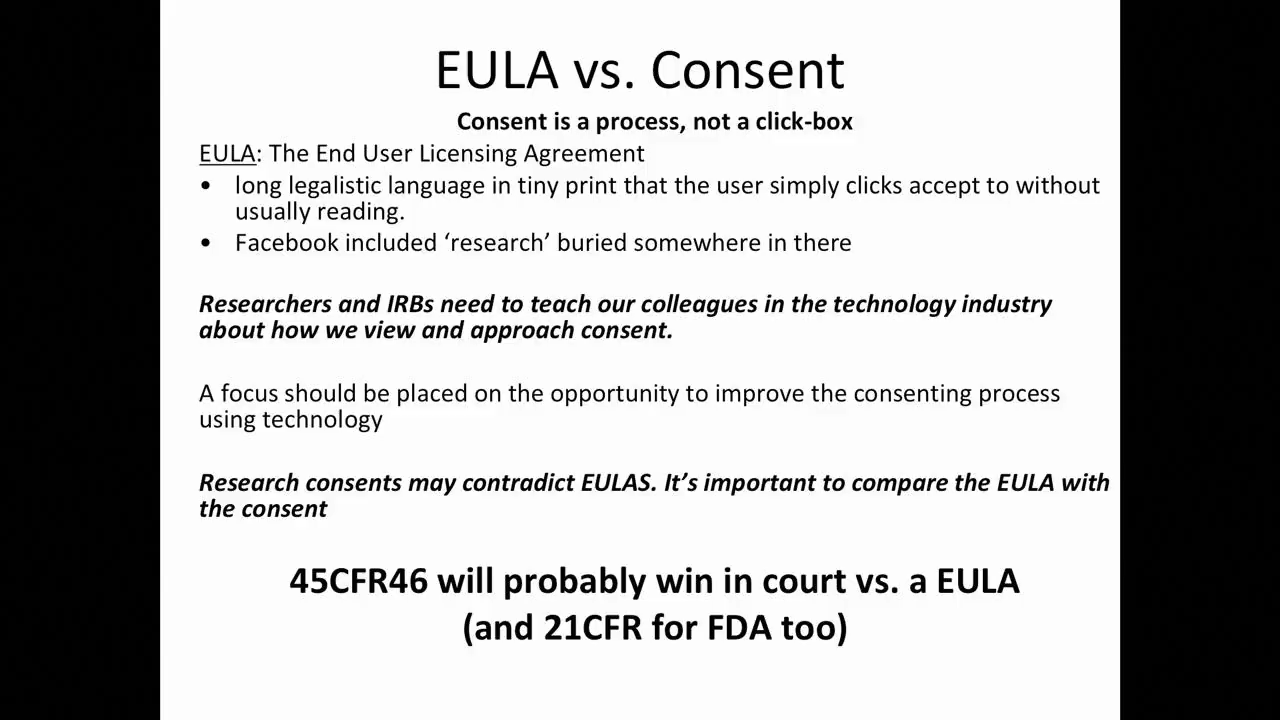 EULA vs. Consent
Consent is a process, not a click-box
EULA: The End User Licensing Agreement
• long legalistic language in tiny print that the user simply clicks accept to without
usually reading.
• Facebook included ‘research’ buried somewhere in there
Researchers and IRBs need to teach our colleagues in the technology industry
about how we view and approach consent.
A focus should be placed on the opportunity to improve the consenting process
using technology
Research consents may contradict EULAS. It’s important to compare the EULA with
the consent
45CFR46 will probably win in court vs. a EULA
(and 21CFR for FDA too)